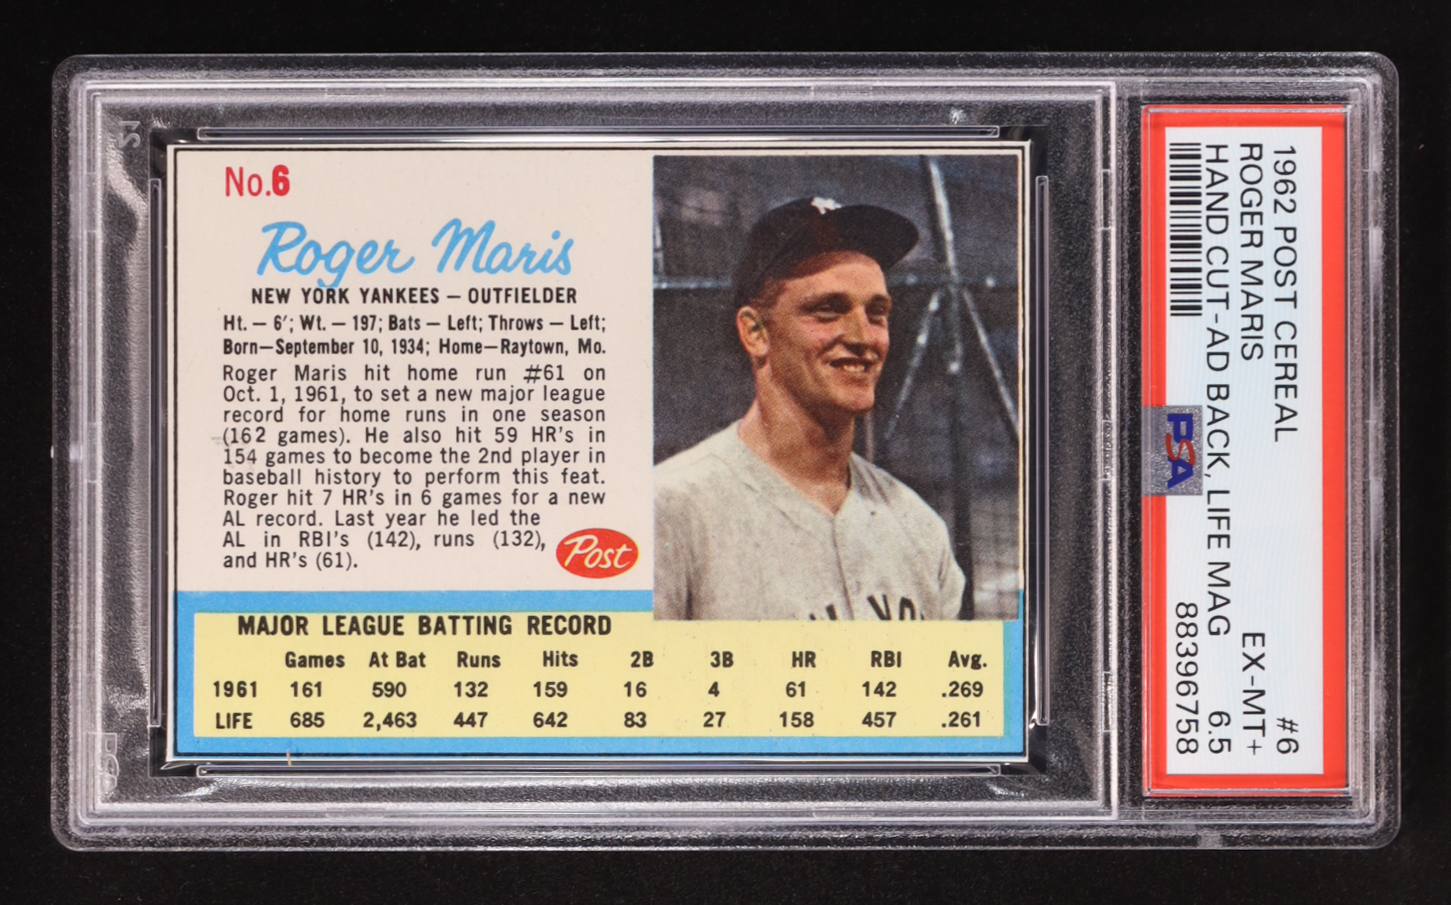 No.6
Roger Maris
NEW YORK YANKEES – OUTFIELDER
Ht. – 6'; Wt. – 197; Bats – Left; Throws – Left;
Born—September 10, 1934; Home—Raytown, Mo.
Roger Maris hit home run #61 on
Oct. 1, 1961, to set a new major league
record for home runs in one season
(162 games). He also hit 59 HR's in
154 games to become the 2nd player in
baseball history to perform this feat.
Roger hit 7 HR's in 6 games for a new
AL record. Last year he led the
AL in RBI's (142), runs (132),
and HR's (61).
Post
MAJOR LEAGUE BATTING RECORD
Games At Bat Runs Hits 2B 3B HR RBI Avg.
1961 161 590 132 159 16 4 61 142 .269
LIFE 685 2,463 447 642 83 27 158 457 .261
1962 POST CEREAL #6
ROGER MARIS EX-MT+
HAND CUT-AD BACK, LIFE MAG 6.5
88396758
PSA